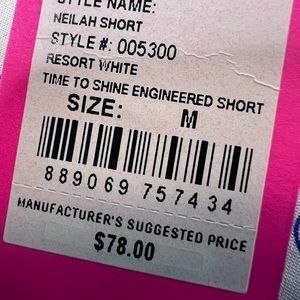 STYLE NAME:
NEILAH SHORT
STYLE #: 005300
RESORT WHITE
TIME TO SHINE ENGINEERED SHORT
SIZE: M
889069 757434
MANUFACTURER'S SUGGESTED PRICE
$78.00